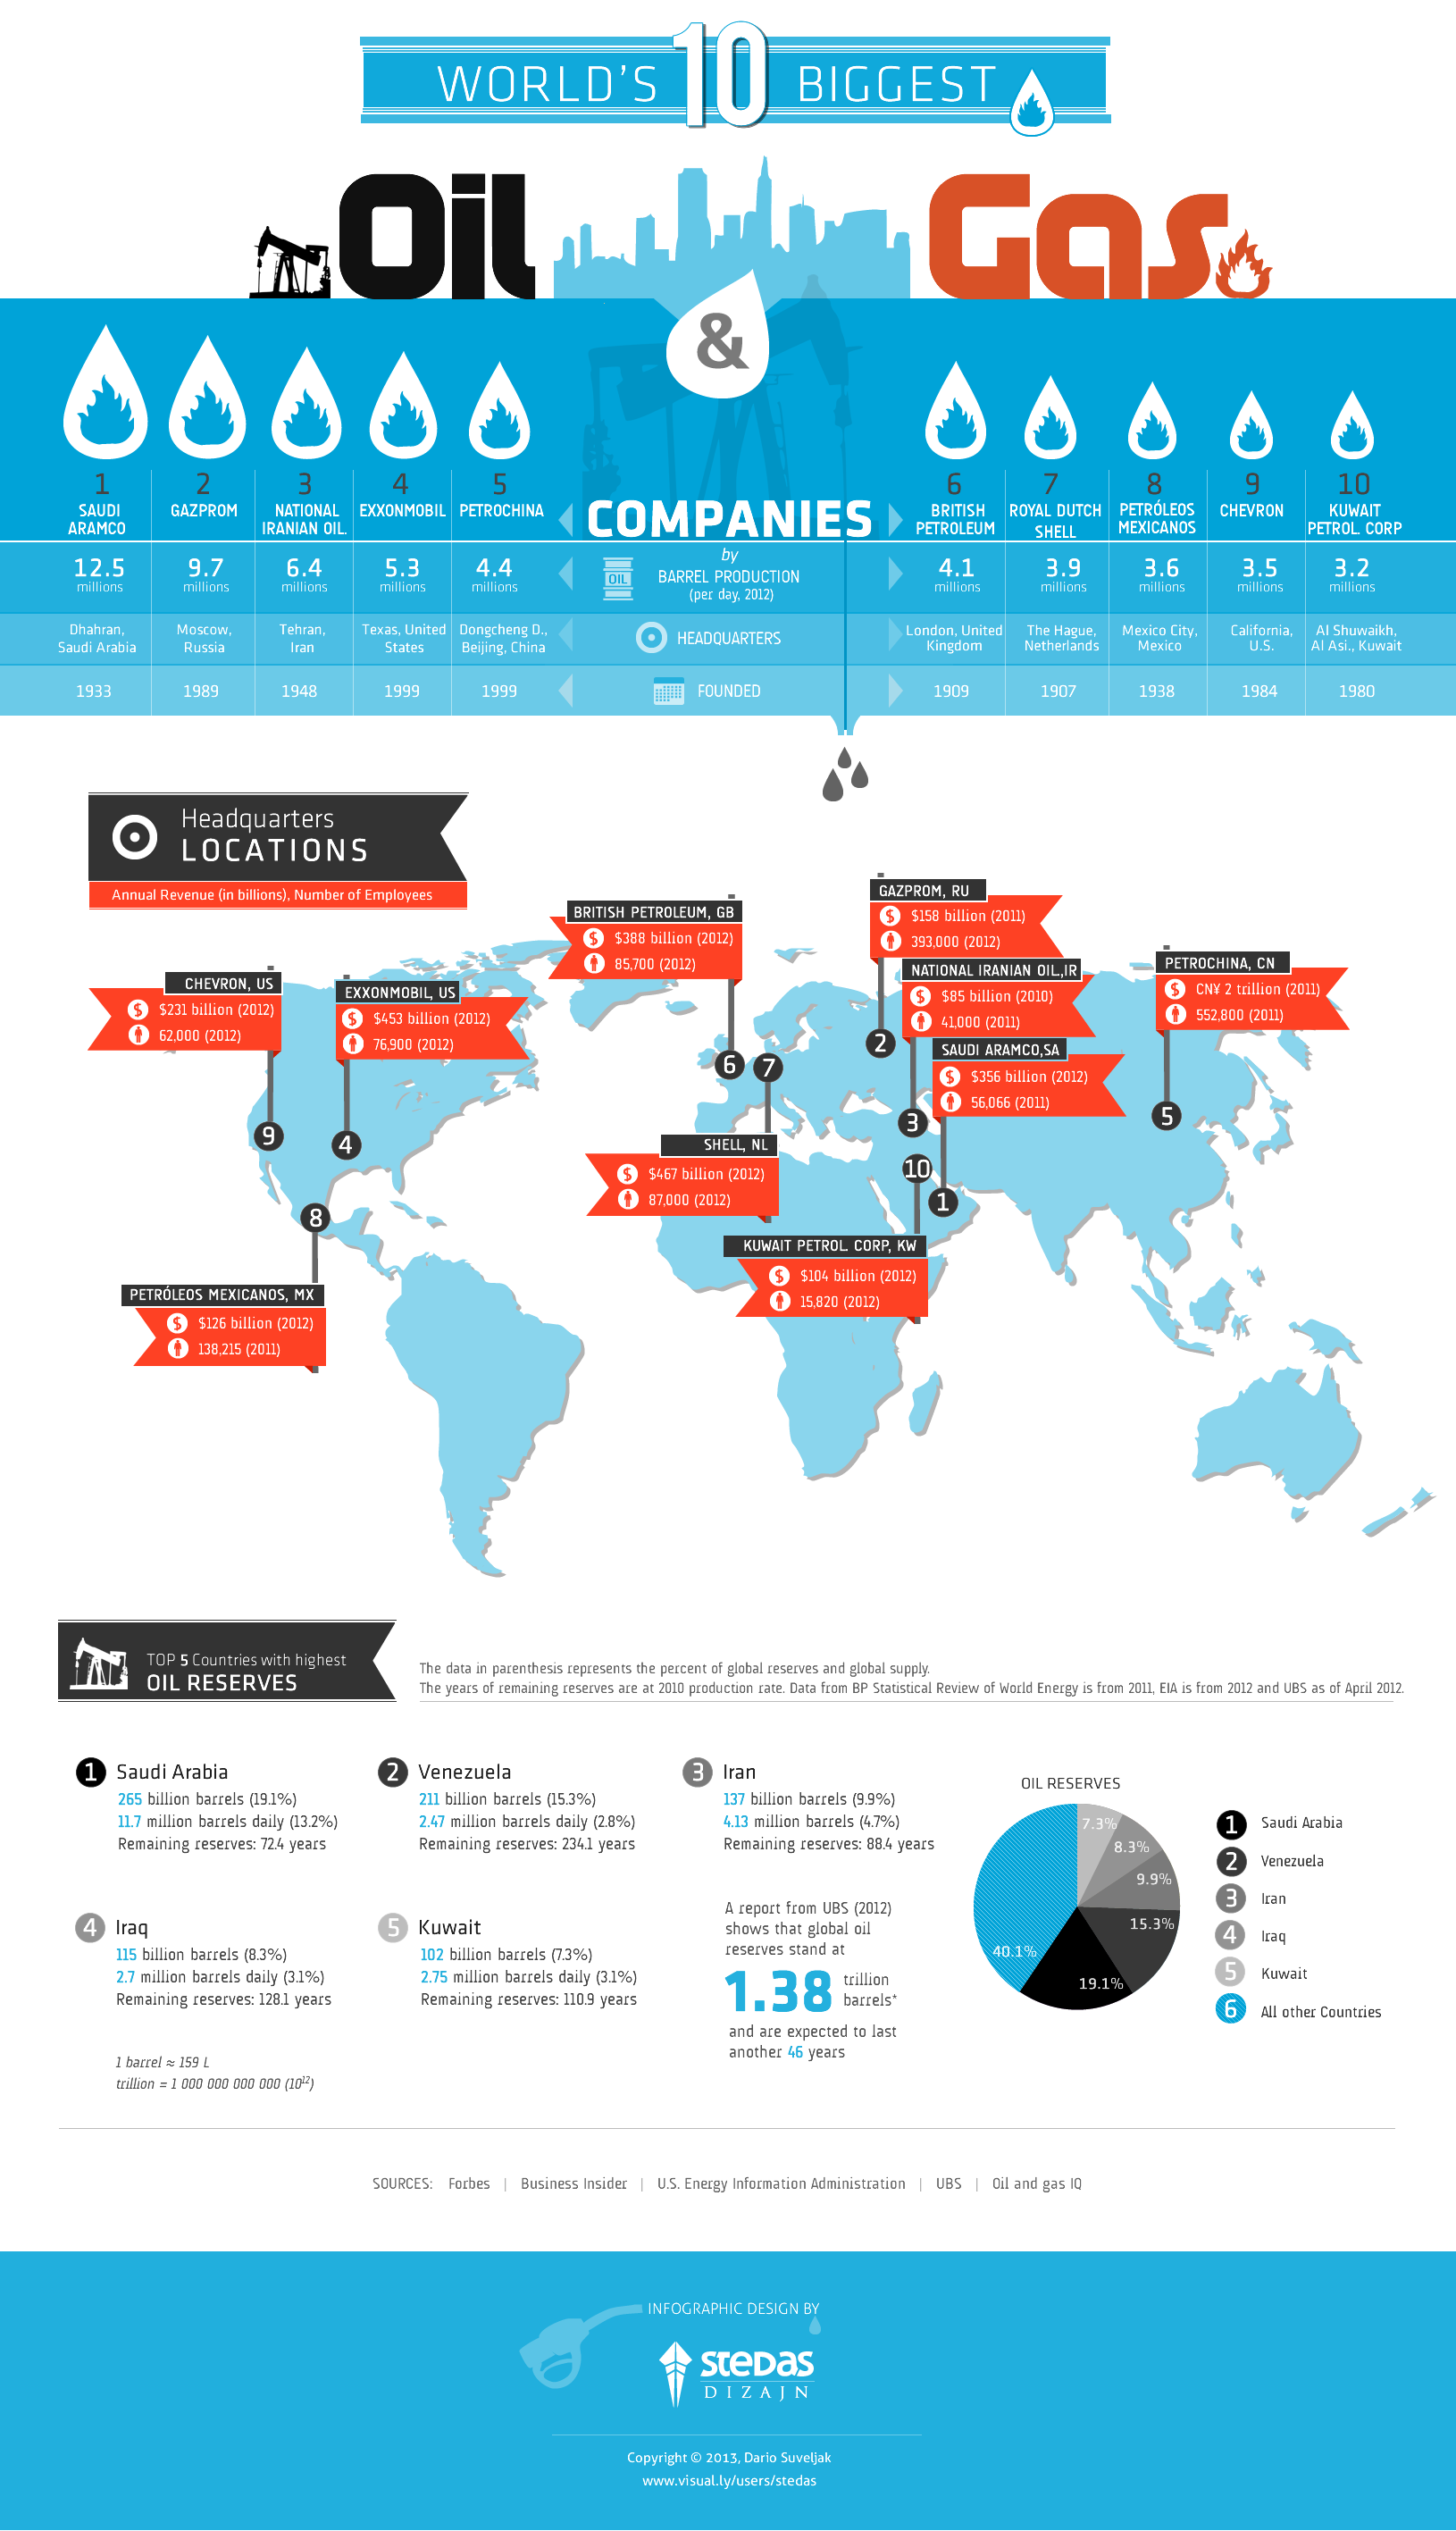 WORLD'S 10 BIGGEST
Oil
Gas
&
1
SAUDI
ARAMCO
2
GAZPROM
3
NATIONAL
IRANIAN OIL.
4
EXXONMOBIL
5
PETROCHINA
COMPANIES
6
BRITISH
PETROLEUM
7
ROYAL DUTCH
SHELL
8
PETRÓLEOS
MEXICANOS
9
CHEVRON
10
KUWAIT
PETROL. CORP
12.5
millions
9.7
millions
6.4
millions
5.3
millions
4.4
millions
OIL
by
BARREL PRODUCTION
(per day, 2012)
4.1
millions
3.9
millions
3.6
millions
3.5
millions
3.2
millions
Dhahran,
Saudi Arabia
Moscow,
Russia
Tehran,
Iran
Texas, United
States
Dongcheng D.,
Beijing, China
HEADQUARTERS
London, United
Kingdom
The Hague,
Netherlands
Mexico City,
Mexico
California,
U.S.
Al Shuwaikh,
Al Asi., Kuwait
1933
1989
1948
1999
1999
FOUNDED
1909
1907
1938
1984
1980
Headquarters
LOCATIONS
Annual Revenue (in billions), Number of Employees
GAZPROM, RU
$ $158 billion (2011)
393,000 (2012)
BRITISH PETROLEUM, GB
$ $388 billion (2012)
85,700 (2012)
PETROCHINA, CN
$ CN¥ 2 trillion (2011)
552,800 (2011)
NATIONAL IRANIAN OIL.,IR
$ $85 billion (2010)
41,000 (2011)
CHEVRON, US
$ $231 billion (2012)
62,000 (2012)
EXXONMOBIL, US
$ $453 billion (2012)
76,900 (2012)
SAUDI ARAMCO,SA
$ $356 billion (2012)
56,066 (2011)
2
6
7
3
5
9
4
10
1
8
SHELL, NL
$ $467 billion (2012)
87,000 (2012)
KUWAIT PETROL. CORP, KW
$ $104 billion (2012)
15,820 (2012)
PETRÓLEOS MEXICANOS, MX
$ $126 billion (2012)
138,215 (2011)
TOP 5 Countries with highest
OIL RESERVES
The data in parenthesis represents the percent of global reserves and global supply.
The years of remaining reserves are at 2010 production rate. Data from BP Statistical Review of World Energy is from 2011, EIA is from 2012 and UBS as of April 2012.
1 Saudi Arabia
265 billion barrels (19.1%)
11.7 million barrels daily (13.2%)
Remaining reserves: 72.4 years
2 Venezuela
211 billion barrels (15.3%)
2.47 million barrels daily (2.8%)
Remaining reserves: 234.1 years
3 Iran
137 billion barrels (9.9%)
4.13 million barrels (4.7%)
Remaining reserves: 88.4 years
4 Iraq
115 billion barrels (8.3%)
2.7 million barrels daily (3.1%)
Remaining reserves: 128.1 years
5 Kuwait
102 billion barrels (7.3%)
2.75 million barrels daily (3.1%)
Remaining reserves: 110.9 years
A report from UBS (2012)
shows that global oil
reserves stand at
1.38 trillion
barrels*
and are expected to last
another 46 years
OIL RESERVES
7.3%
8.3%
9.9%
15.3%
40.1%
19.1%
1 Saudi Arabia
2 Venezuela
3 Iran
4 Iraq
5 Kuwait
6 All other Countries
1 barrel ≈ 159 L
trillion = 1 000 000 000 000 (10¹²)
SOURCES: Forbes | Business Insider | U.S. Energy Information Administration | UBS | Oil and gas IQ
INFOGRAPHIC DESIGN BY
STEDAS
DIZAJN
Copyright © 2013, Dario Suveljak
www.visual.ly/users/stedas